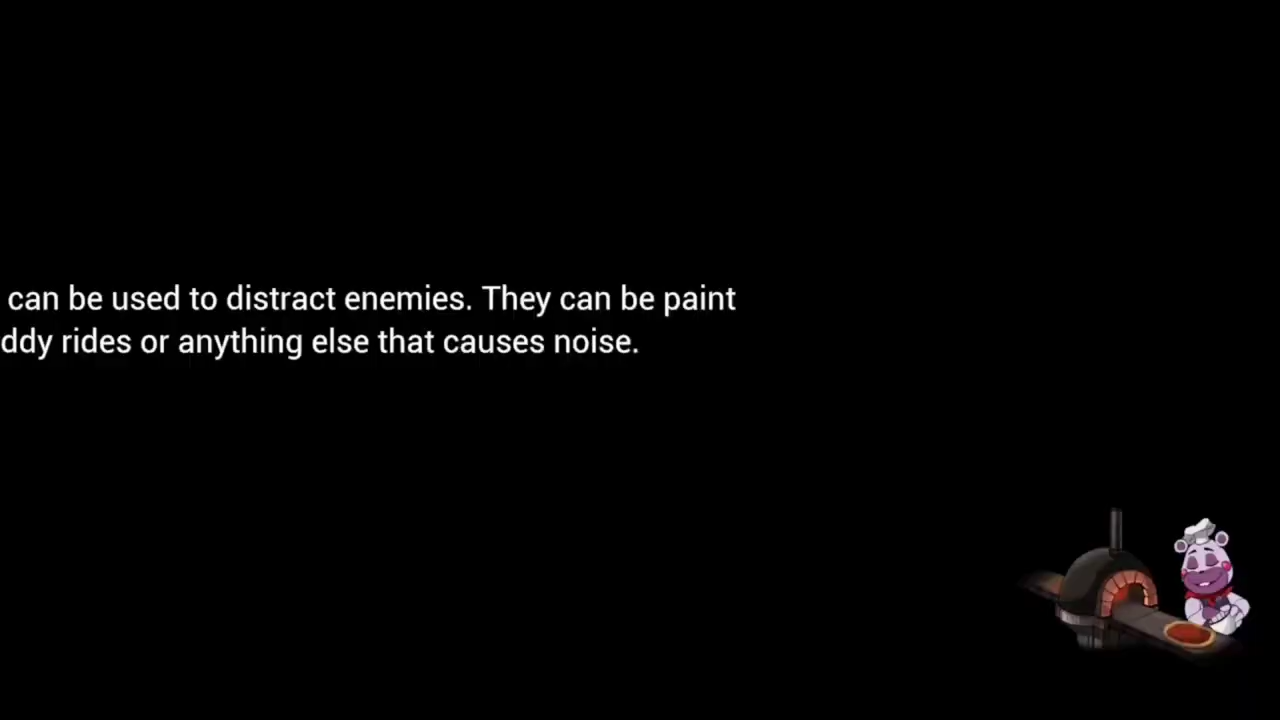 can be used to distract enemies. They can be paint
ddy rides or anything else that causes noise.